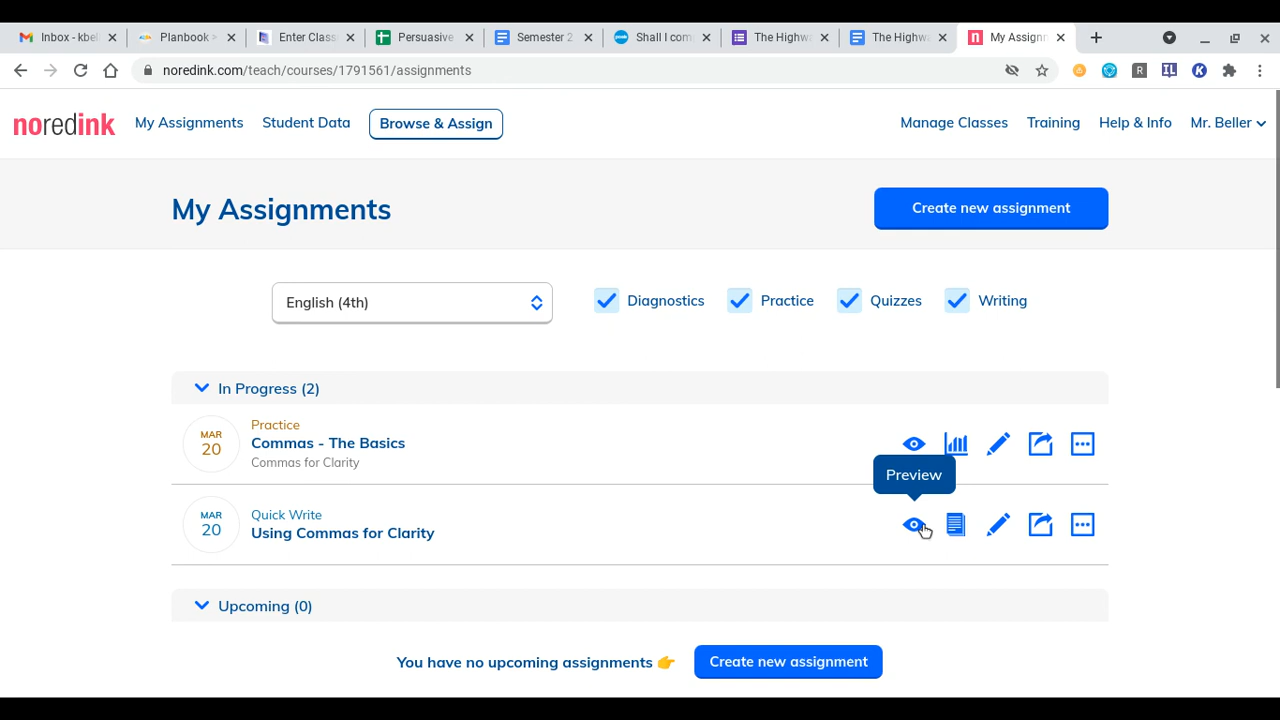 Inbox - kbel
Planbook >
Enter Class
Persuasive
Semester 2
Shall I com
The Highw
The Highw
My Assignm
noredink.com/teach/courses/1791561/assignments
noredink My Assignments Student Data Browse & Assign Manage Classes Training Help & Info Mr. Beller
My Assignments
Create new assignment
English (4th) Diagnostics Practice Quizzes Writing
In Progress (2)
MAR
20
Practice
Commas - The Basics
Commas for Clarity
Preview
MAR
20
Quick Write
Using Commas for Clarity
Upcoming (0)
You have no upcoming assignments 👉 Create new assignment